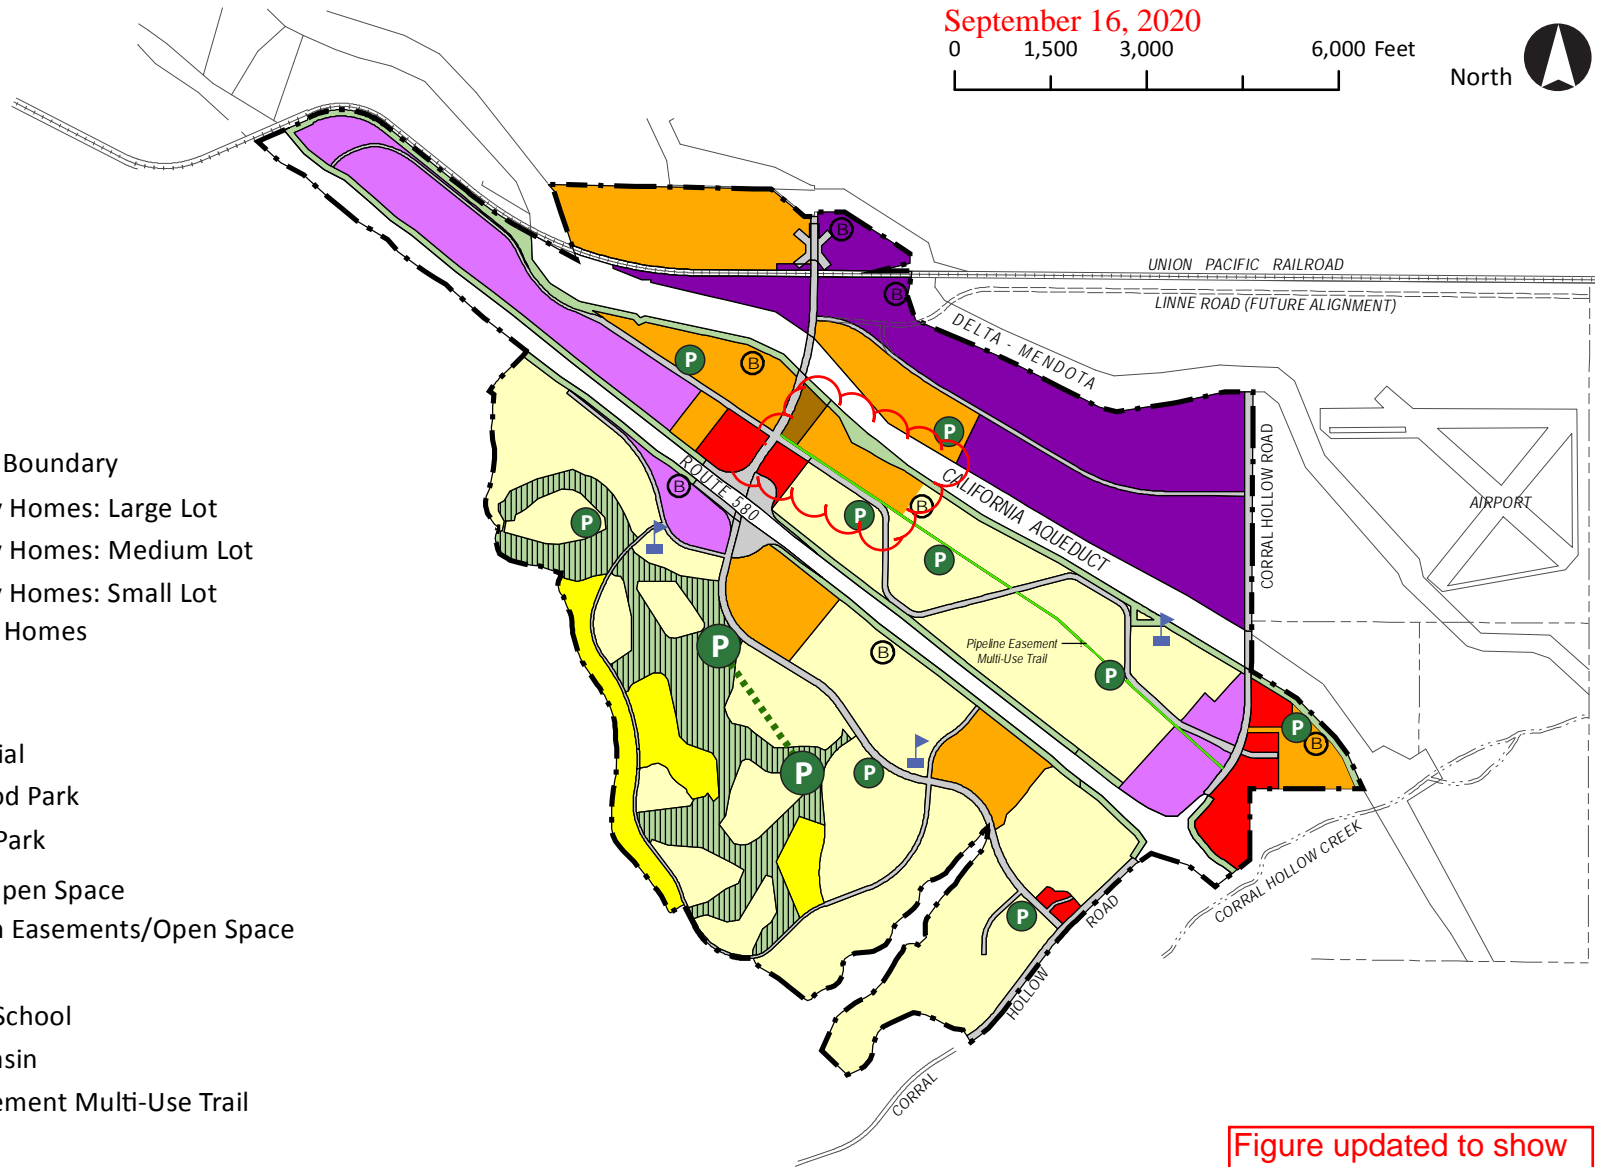 September 16, 2020
0 1,500 3,000 6,000 Feet
North
UNION PACIFIC RAILROAD
LINNE ROAD (FUTURE ALIGNMENT)
DELTA - MENDOTA
B
B
P
B
P
CORRAL HOLLOW ROAD
AIRPORT
Boundary
y Homes: Large Lot
y Homes: Medium Lot
y Homes: Small Lot
Homes
ROUTE 580
CALIFORNIA AQUEDUCT
B
P
P
B
P
Pipeline Easement
Multi-Use Trail
P
B
P
P
B
ial
od Park
Park
P
P
pen Space
n Easements/Open Space
P
CORRAL HOLLOW CREEK
CORRAL HOLLOW ROAD
School
asin
ement Multi-Use Trail
Figure updated to show